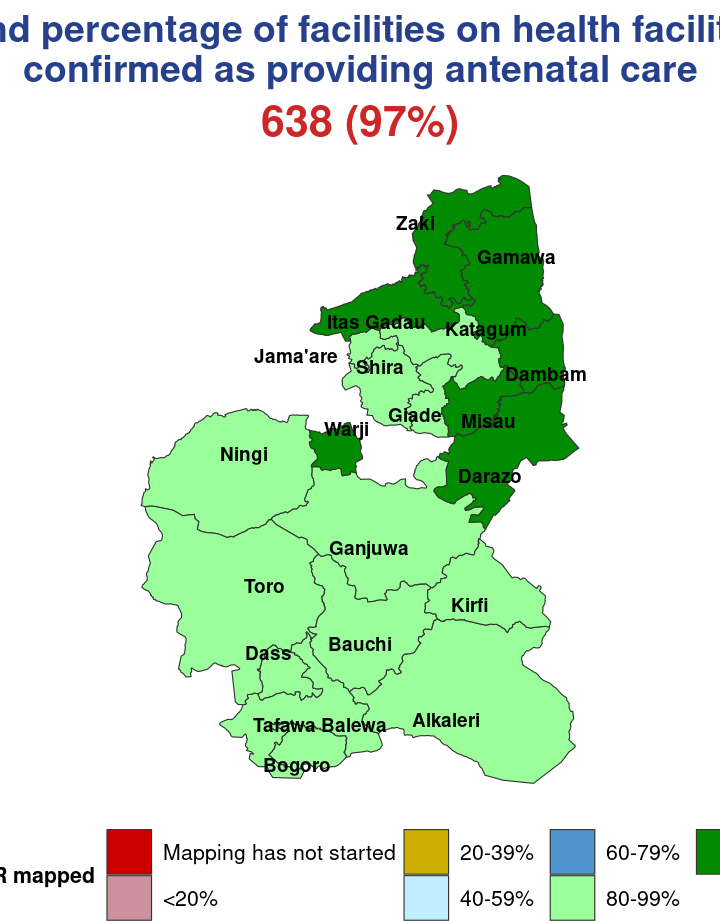 nd percentage of facilities on health facilit
confirmed as providing antenatal care
638 (97%)
Zaki
Gamawa
Itas Gadau
Katagum
Jama'are
Shira
Dambam
Giade
Misau
Warji
Ningi
Darazo
Ganjuwa
Toro
Kirfi
Bauchi
Dass
Alkaleri
Tafawa Balewa
Bogoro
R mapped
Mapping has not started
20-39%
60-79%
<20%
40-59%
80-99%